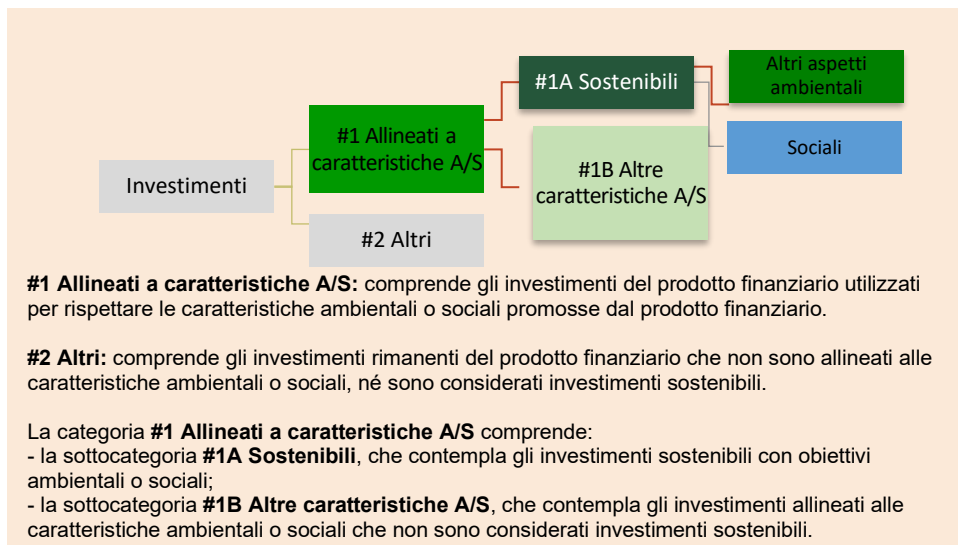 Investimenti
#1 Allineati a
caratteristiche A/S
#2 Altri
#1A Sostenibili
#1B Altre
caratteristiche A/S
Altri aspetti
ambientali
Sociali
#1 Allineati a caratteristiche A/S: comprende gli investimenti del prodotto finanziario utilizzati
per rispettare le caratteristiche ambientali o sociali promosse dal prodotto finanziario.
#2 Altri: comprende gli investimenti rimanenti del prodotto finanziario che non sono allineati alle
caratteristiche ambientali o sociali, né sono considerati investimenti sostenibili.
La categoria #1 Allineati a caratteristiche A/S comprende:
- la sottocategoria #1A Sostenibili, che contempla gli investimenti sostenibili con obiettivi
ambientali o sociali;
- la sottocategoria #1B Altre caratteristiche A/S, che contempla gli investimenti allineati alle
caratteristiche ambientali o sociali che non sono considerati investimenti sostenibili.